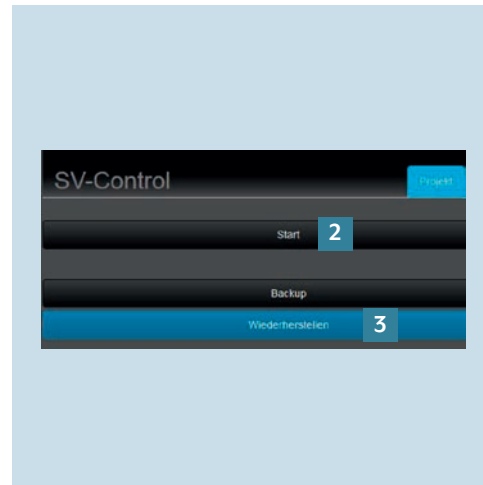 SV-Control
Projekt
Start 2
Backup
Wiederherstellen 3